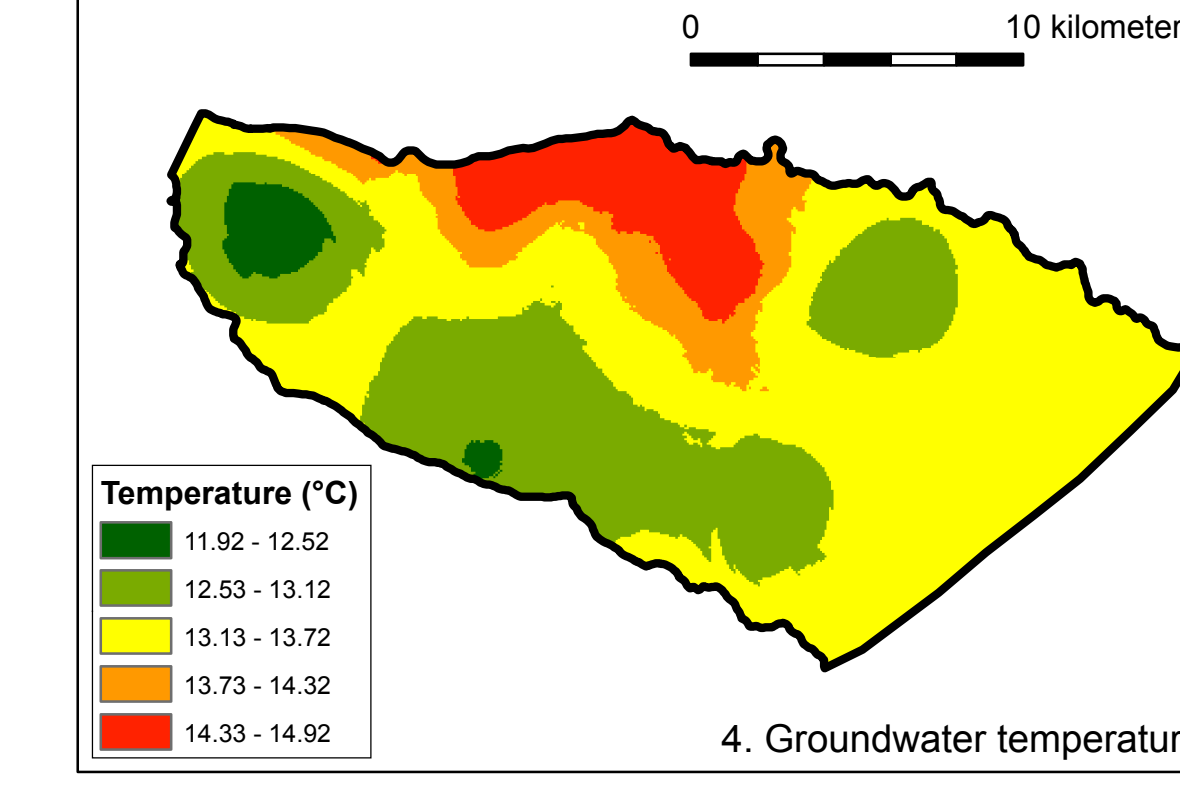 0 10 kilometer
Temperature (°C)
11.92 - 12.52
12.53 - 13.12
13.13 - 13.72
13.73 - 14.32
14.33 - 14.92
4. Groundwater temperatur